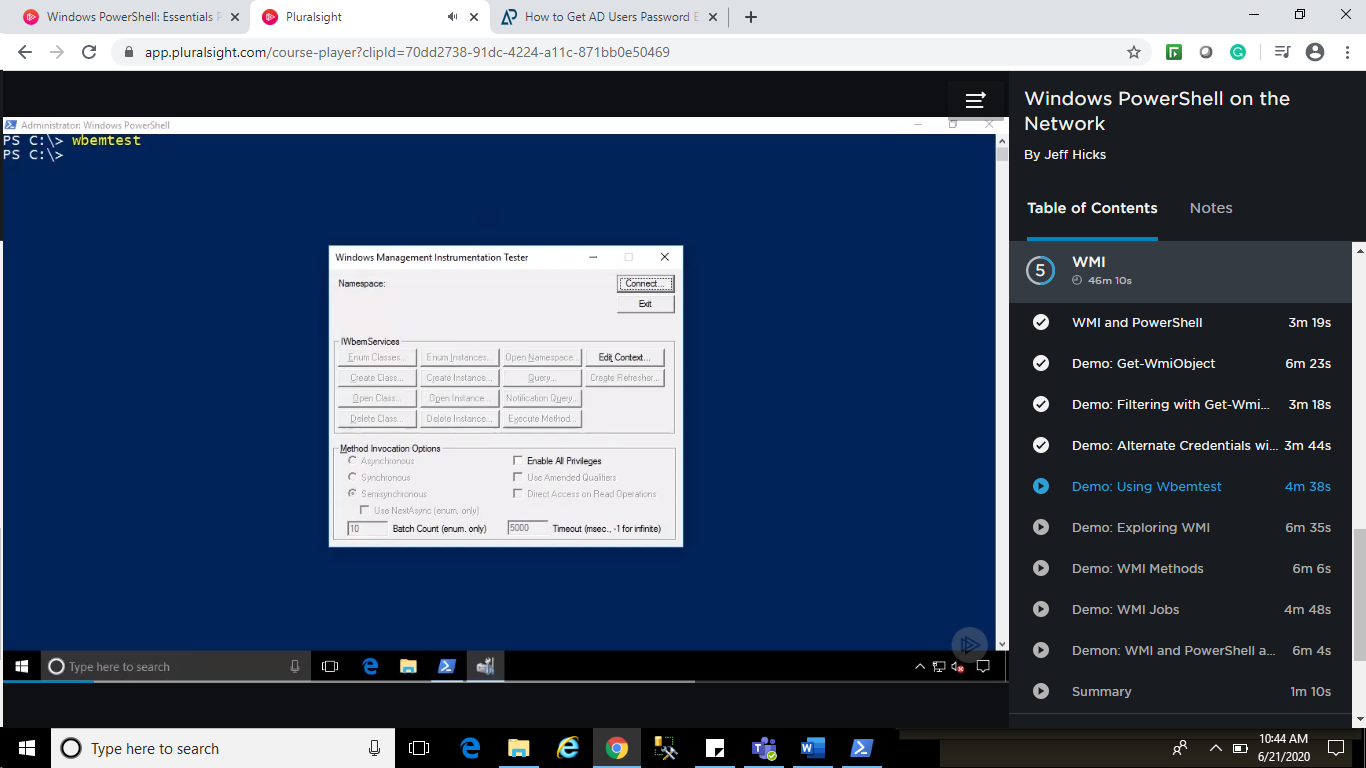 Windows PowerShell: Essentials P
Pluralsight
How to Get AD Users Password E
app.pluralsight.com/course-player?clipId=70dd2738-91dc-4224-a11c-871bb0e50469
Administrator: Windows PowerShell
PS C:\> wbemtest
PS C:\>
Windows Management Instrumentation Tester
Namespace:
Connect...
Exit
IWbemServices
Enum Classes... Enum Instances... Open Namespace... Edit Context...
Create Class... Create Instance... Query... Create Refresher...
Open Class... Open Instance... Notification Query...
Delete Class... Delete Instance... Execute Method...
Method Invocation Options
Asynchronous
Synchronous
Semisynchronous
Use NextAsync (enum. only)
Enable All Privileges
Use Amended Qualifiers
Direct Access on Read Operations
10 Batch Count (enum. only) 5000 Timeout (msec., -1 for infinite)
Type here to search
Windows PowerShell on the
Network
By Jeff Hicks
Table of Contents Notes
5 WMI
46m 10s
WMI and PowerShell 3m 19s
Demo: Get-WmiObject 6m 23s
Demo: Filtering with Get-Wmi... 3m 18s
Demo: Alternate Credentials wi... 3m 44s
Demo: Using Wbemtest 4m 38s
Demo: Exploring WMI 6m 35s
Demo: WMI Methods 6m 6s
Demo: WMI Jobs 4m 48s
Demon: WMI and PowerShell a... 6m 4s
Summary 1m 10s
Type here to search
10:44 AM
6/21/2020